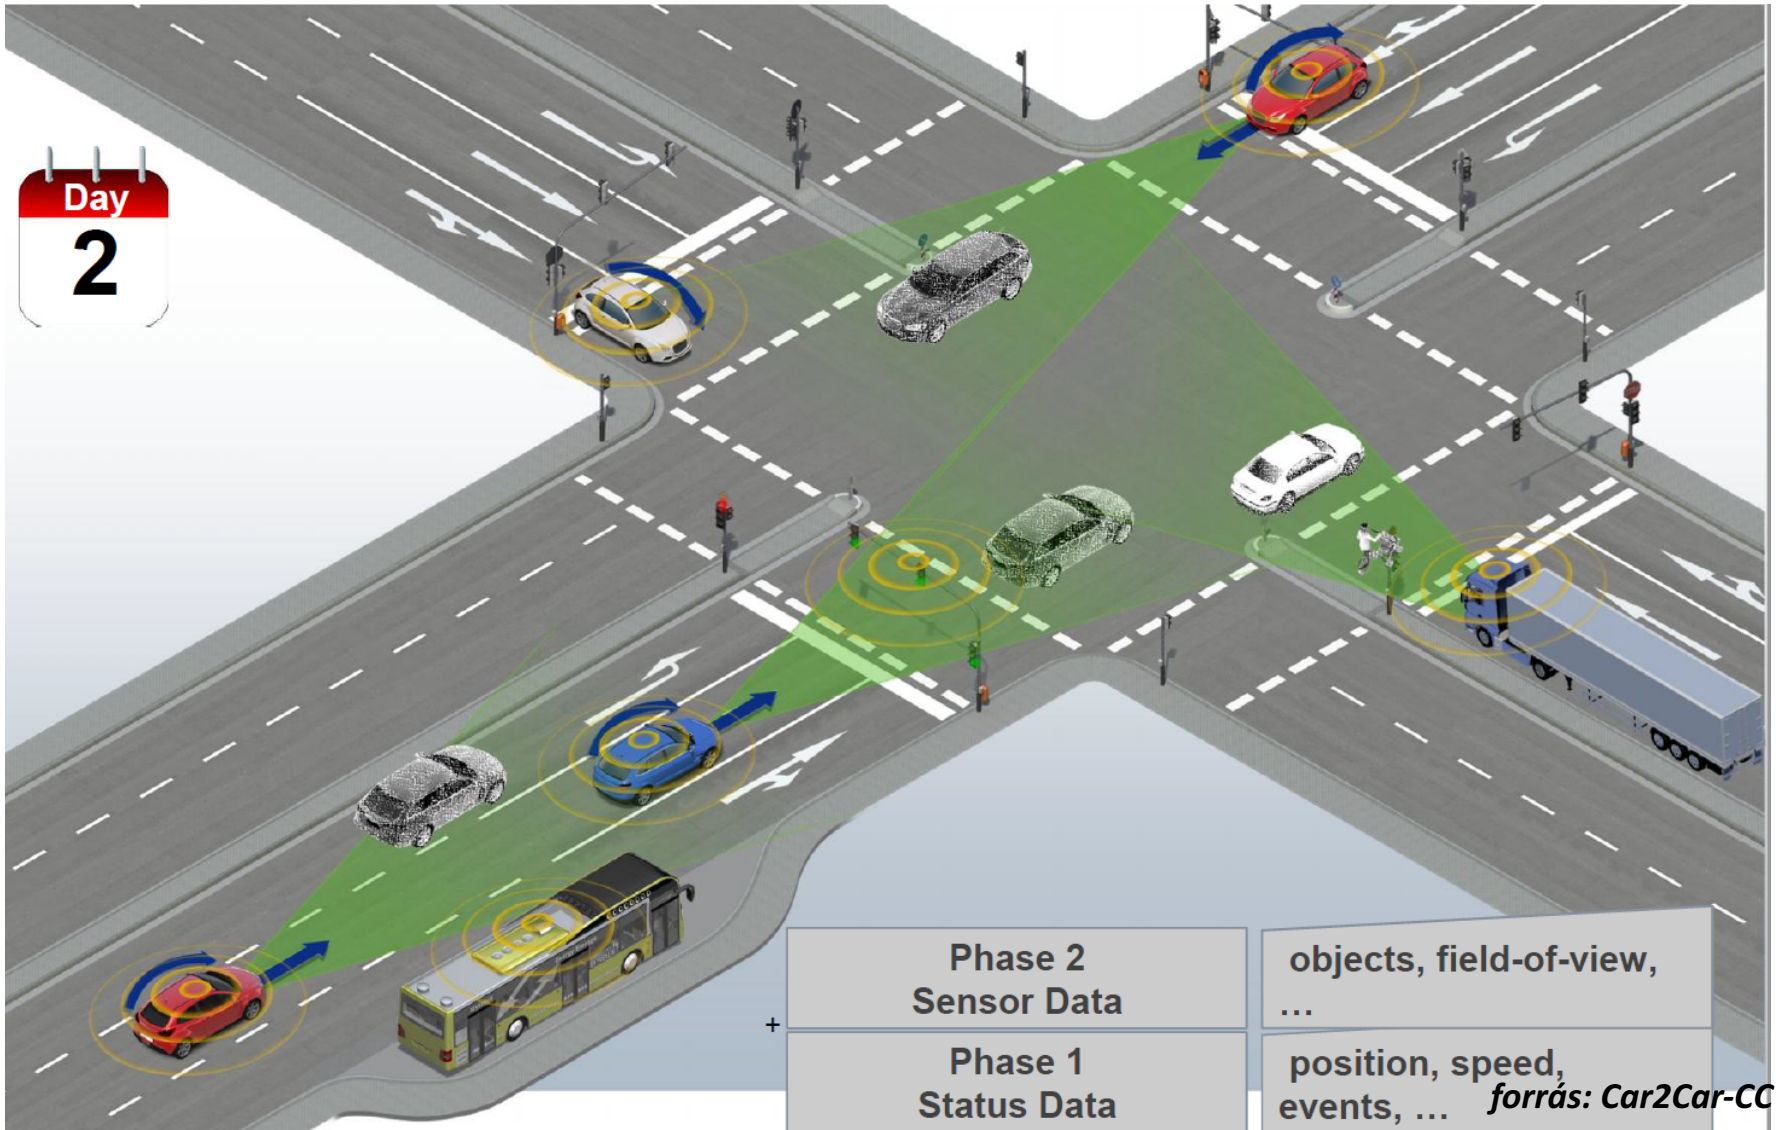 Day
2
Phase 2
Sensor Data
objects, field-of-view,
...
+
Phase 1
Status Data
position, speed,
events, ...
forrás: Car2Car-CC